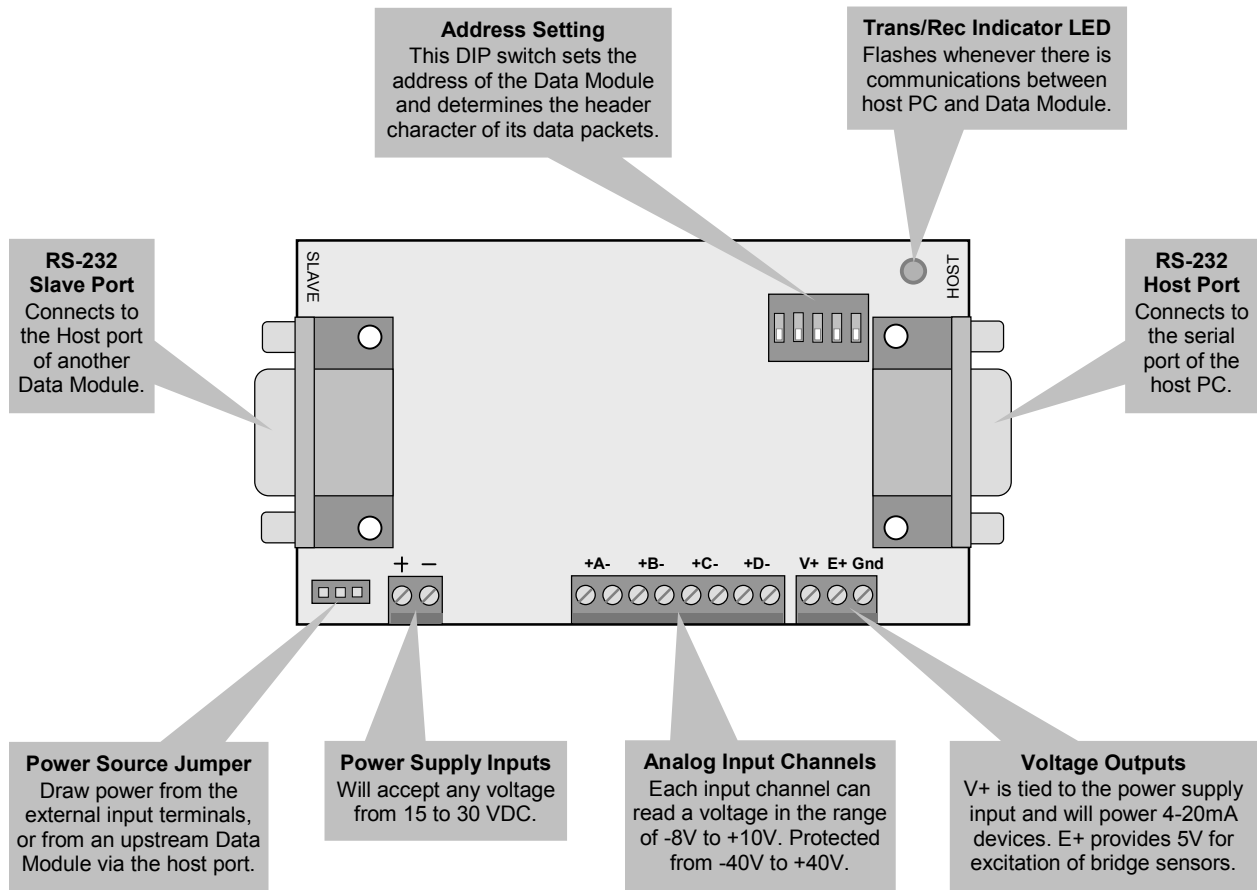 Address Setting
This DIP switch sets the
address of the Data Module
and determines the header
character of its data packets.
Trans/Rec Indicator LED
Flashes whenever there is
communications between
host PC and Data Module.
RS-232
Slave Port
Connects to
the Host port
of another
Data Module.
SLAVE
HOST
RS-232
Host Port
Connects to
the serial
port of the
host PC.
+ −
+A- +B- +C- +D-
V+ E+ Gnd
Power Source Jumper
Draw power from the
external input terminals,
or from an upstream Data
Module via the host port.
Power Supply Inputs
Will accept any voltage
from 15 to 30 VDC.
Analog Input Channels
Each input channel can
read a voltage in the range
of -8V to +10V. Protected
from -40V to +40V.
Voltage Outputs
V+ is tied to the power supply
input and will power 4-20mA
devices. E+ provides 5V for
excitation of bridge sensors.